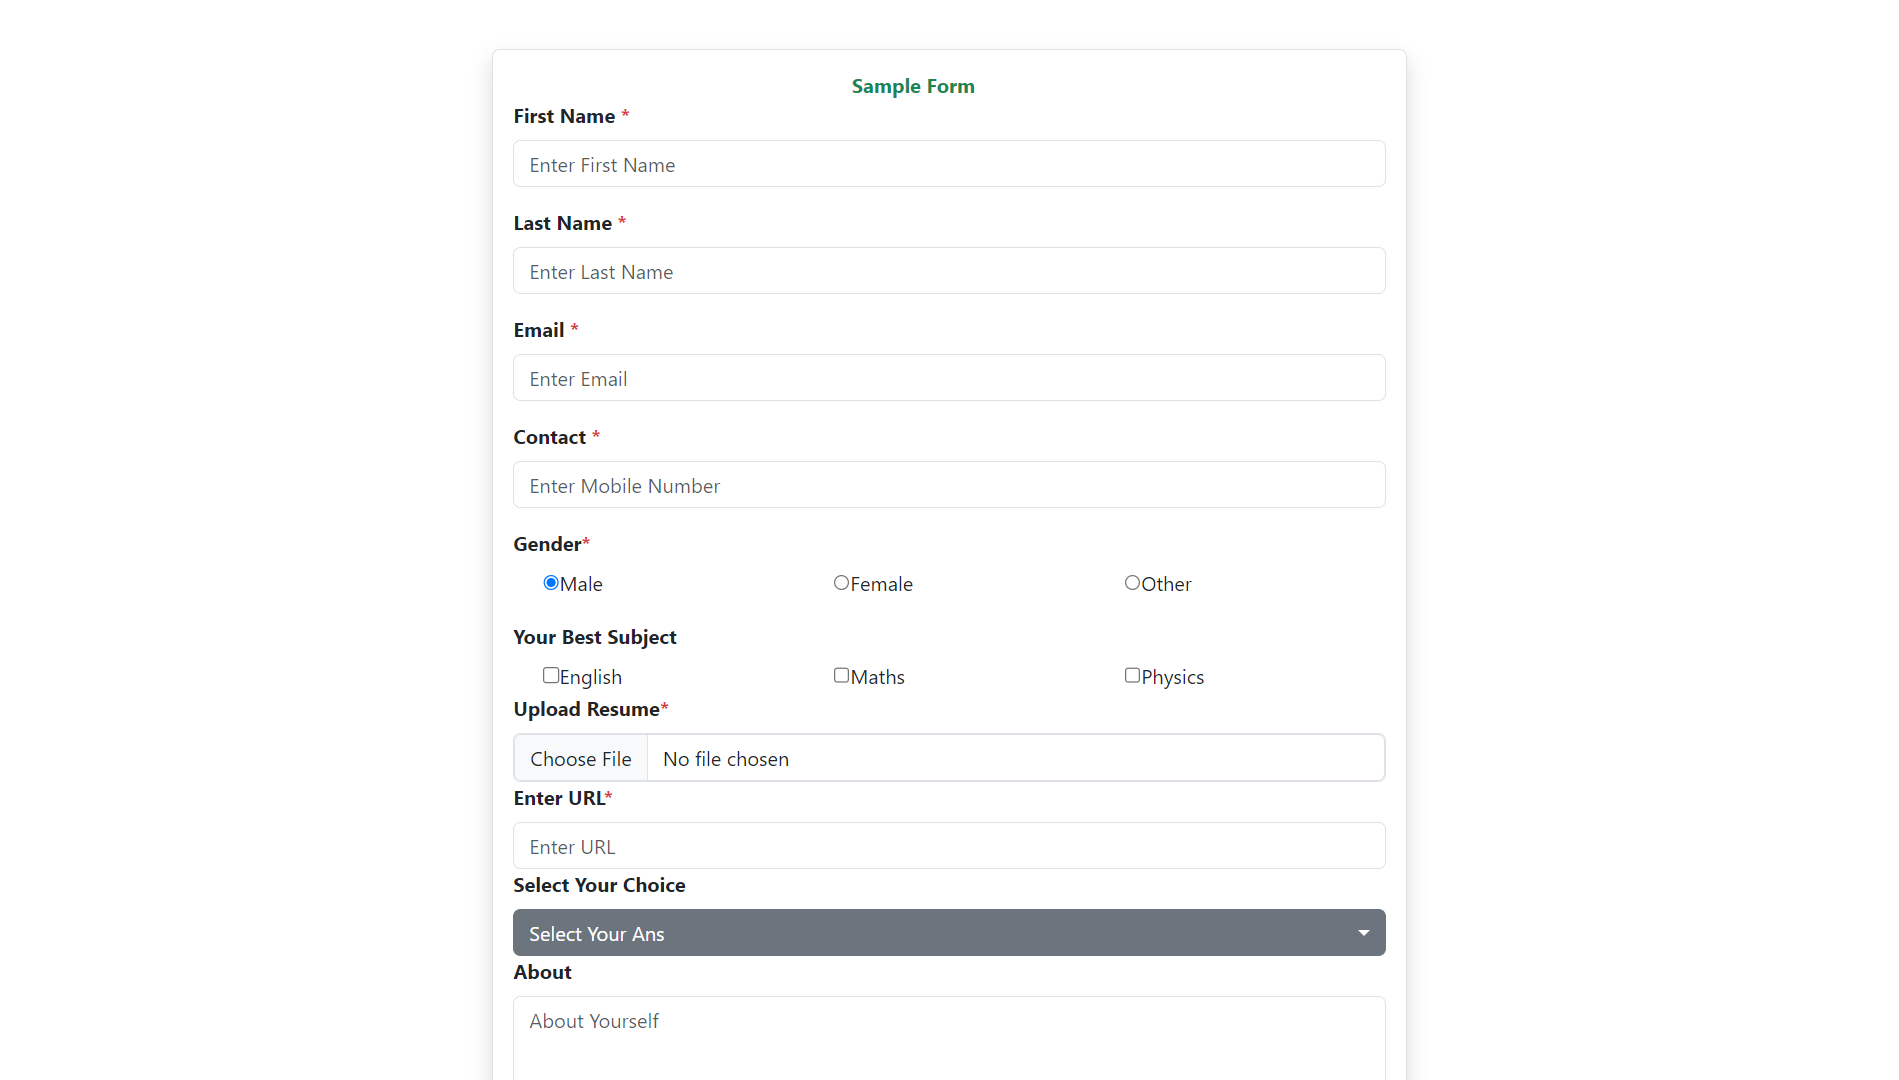 Sample Form
First Name *
Enter First Name
Last Name *
Enter Last Name
Email *
Enter Email
Contact *
Enter Mobile Number
Gender*
Male Female Other
Your Best Subject
English Maths Physics
Upload Resume*
Choose File No file chosen
Enter URL*
Enter URL
Select Your Choice
Select Your Ans
About
About Yourself